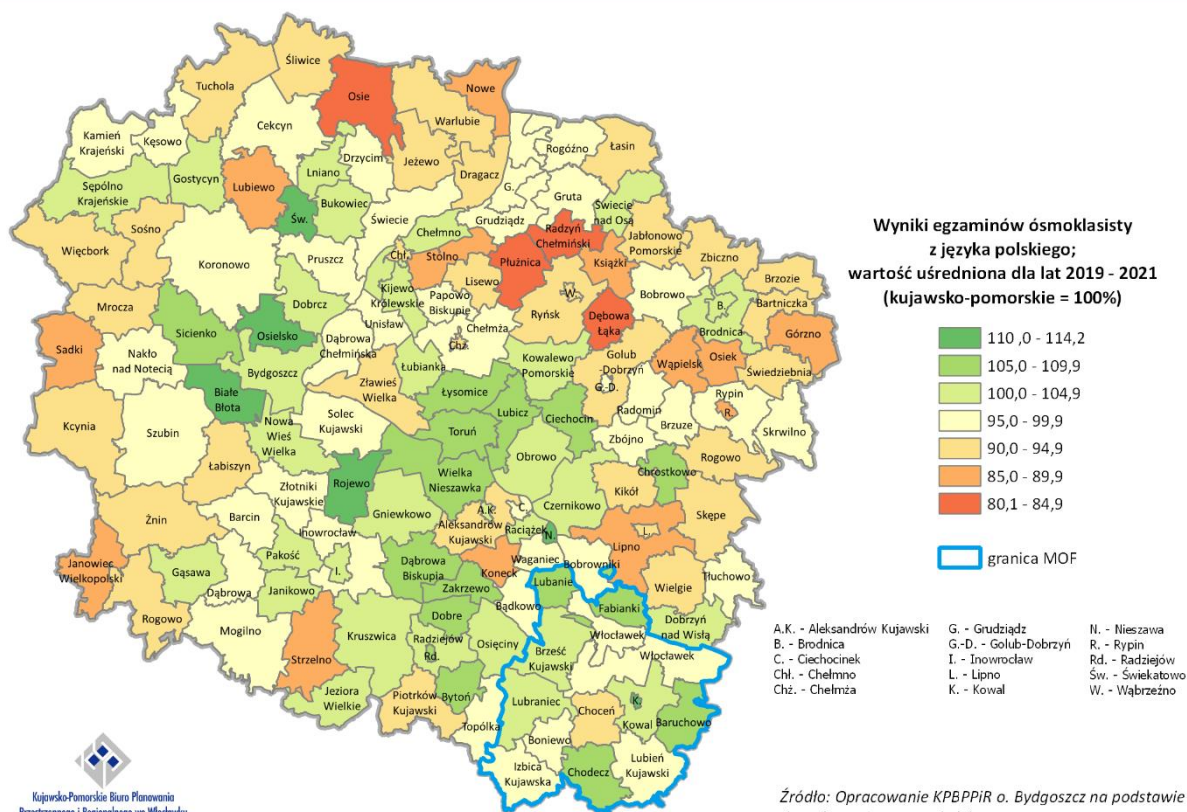 Śliwice
Tuchola
Osie
Nowe
Warlubie
Cekcyn
Kamień
Krajeński
Kęsowo
Rogóźno
Łasin
Drzycim
Jeżewo
Lniano
Dragacz
G.
Gostycyn
Lubiewo
Sępólno
Krajeńskie
Gruta
Świecie
nad Osą
Św.
Bukowiec
Świecie
Grudziądz
Chełmno
Radzyń
Chełmiński
Sośno
Więcbork
Jabłonowo
Pomorskie
Zbiczno
Koronowo
Pruszcz
Chł.
Stolno
Płużnica
Książki
Brzozie
Lisewo
Kijewo
Królewskie
Papowo
Biskupie
W.
Bobrowo
Bartniczka
Mrocza
Dobrcz
Unisław
Ryńsk
Dębowa
Łąka
B.
Brodnica
Górzno
Sicienko
Osielsko
Dąbrowa
Chełmińska
Chełmża
Chż.
Sadki
Nakło
nad Notecią
Golub
-Dobrzyń
Wąpielsk
Osiek
Świedziebnia
Kowalewo
Pomorskie
Bydgoszcz
Łubianka
Białe
Błota
Zławieś
Wielka
Łysomice
G.-D.
Rypin
R.
Radomin
Kcynia
Szubin
Solec
Kujawski
Lubicz
Ciechocin
Brzuze
Skrwilno
Nowa
Wieś
Wielka
Toruń
Zbójno
Łabiszyn
Obrowo
Rogowo
Rojewo
Wielka
Nieszawka
Chrostkowo
Złotniki
Kujawskie
Kikół
Czernikowo
Gniewkowo
Żnin
Barcin
A.K.
C.
Skępe
Inowrocław
Aleksandrów
Kujawski
Raciążek
N.
L.
Lipno
Pakość
I.
Janowiec
Wielkopolski
Gąsawa
Dąbrowa
Biskupia
Koneck
Waganiec
Bobrowniki
Tłuchowo
Wielgie
Dąbrowa
Janikowo
Zakrzewo
Lubanie
Fabianki
Rogowo
Bądkowo
Dobre
Dobrzyń
nad Wisłą
Mogilno
Strzelno
Kruszwica
Radziejów
Osięciny
Włocławek
Rd.
Brześć
Kujawski
Włocławek
Jeziora
Wielkie
Bytoń
Piotrków
Kujawski
Lubraniec
Choceń
K.
Kowal
Baruchowo
Topólka
Boniewo
Izbica
Kujawska
Chodecz
Lubień
Kujawski
Wyniki egzaminów ósmoklasisty
z języka polskiego;
wartość uśredniona dla lat 2019 - 2021
(kujawsko-pomorskie = 100%)
110 ,0 - 114,2
105,0 - 109,9
100,0 - 104,9
95,0 - 99,9
90,0 - 94,9
85,0 - 89,9
80,1 - 84,9
granica MOF
A.K. - Aleksandrów Kujawski
B. - Brodnica
C. - Ciechocinek
Chł. - Chełmno
Chż. - Chełmża
G. - Grudziądz
G.-D. - Golub-Dobrzyń
I. - Inowrocław
L. - Lipno
K. - Kowal
N. - Nieszawa
R. - Rypin
Rd. - Radziejów
Św. - Świekatowo
W. - Wąbrzeźno
Kujawsko-Pomorskie Biuro Planowania
Źródło: Opracowanie KPBPPiR o. Bydgoszcz na podstawie